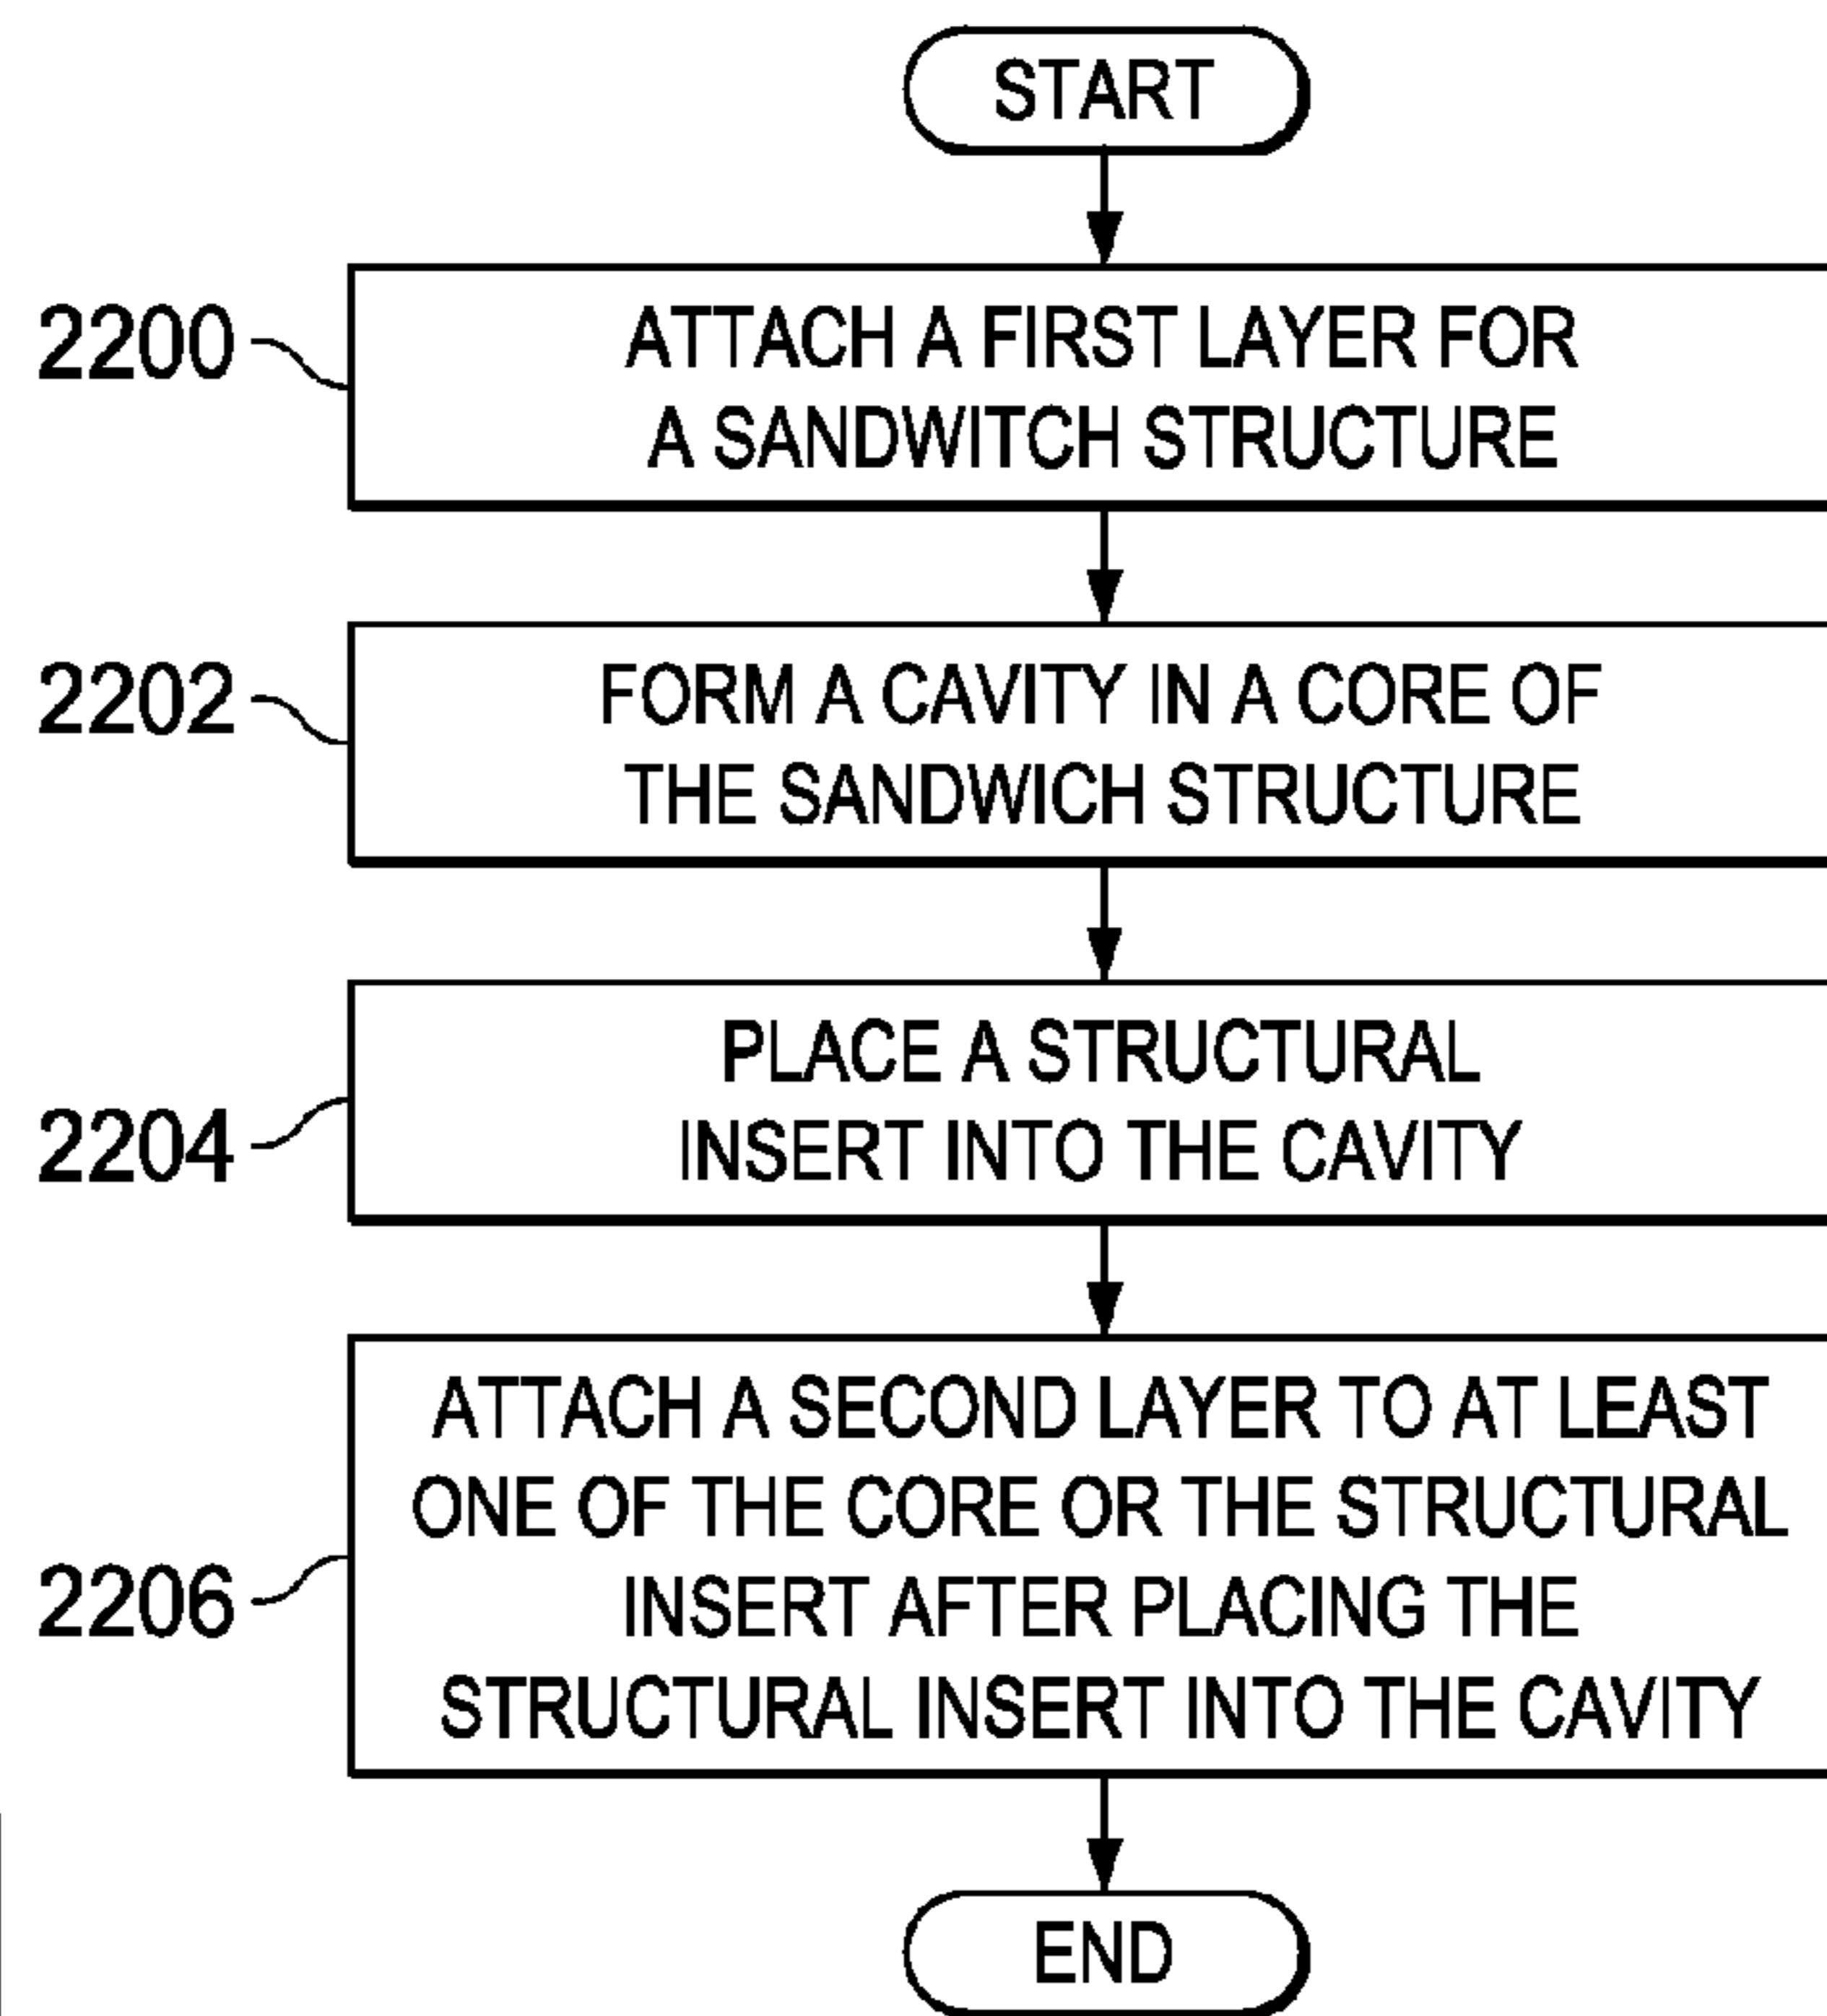 START
2200
ATTACH A FIRST LAYER FOR
A SANDWITCH STRUCTURE
2202
FORM A CAVITY IN A CORE OF
THE SANDWICH STRUCTURE
2204
PLACE A STRUCTURAL
INSERT INTO THE CAVITY
2206
ATTACH A SECOND LAYER TO AT LEAST
ONE OF THE CORE OR THE STRUCTURAL
INSERT AFTER PLACING THE
STRUCTURAL INSERT INTO THE CAVITY
END